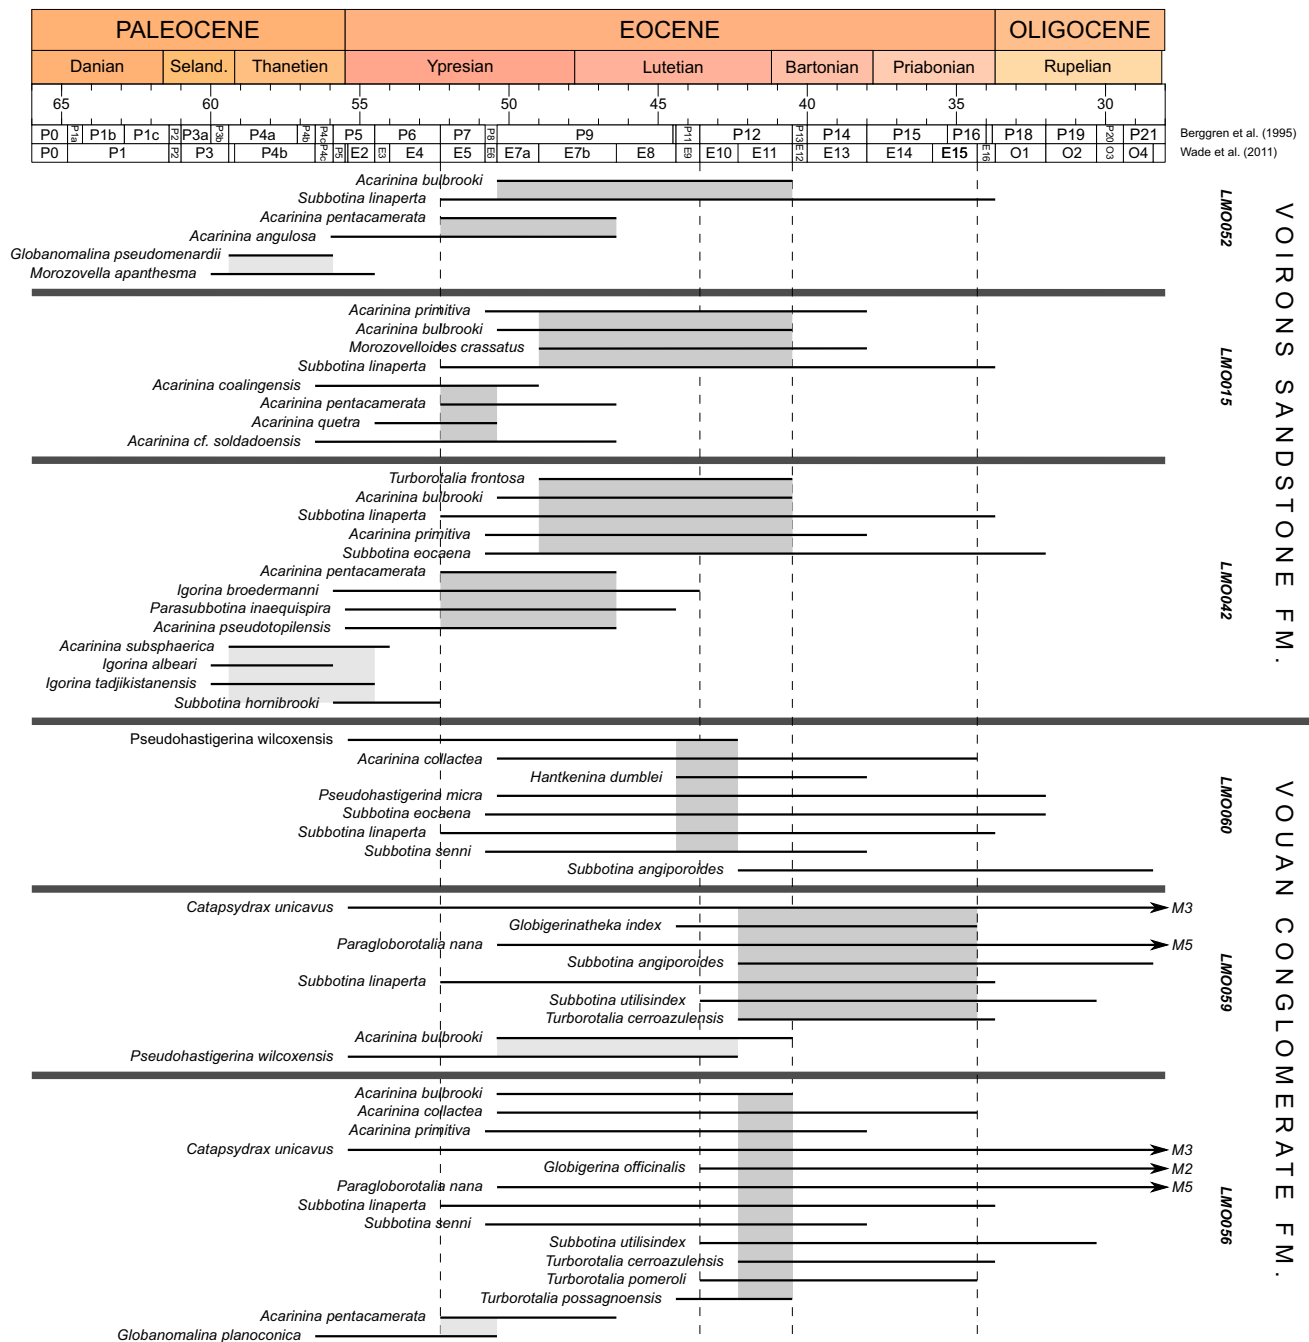 PALEOCENE EOCENE OLIGOCENE
Danian Seland. Thanetien Ypresian Lutetian Bartonian Priabonian Rupelian
65 60 55 50 45 40 35 30
P0 P1a P1b P1c P2 P3a P3b P4a P4b P4c P5 P6 P7 P8 P9 P11 P12 P13 P14 P15 P16 P18 P19 P20 P21 Berggren et al. (1995)
P0 P1 P2 P3 P4b P4c P5 E2 E3 E4 E5 E6 E7a E7b E8 E9 E10 E11 E12 E13 E14 E15 E16 O1 O2 O3 O4 Wade et al. (2011)
VOIRONS SANDSTONE FM.
LMO052
Acarinina bulbrooki
Subbotina linaperta
Acarinina pentacamerata
Acarinina angulosa
Globanomalina pseudomenardii
Morozovella apanthesma
LMO015
Acarinina primitiva
Acarinina bulbrooki
Morozovelloides crassatus
Subbotina linaperta
Acarinina coalingensis
Acarinina pentacamerata
Acarinina quetra
Acarinina cf. soldadoensis
LMO042
Turborotalia frontosa
Acarinina bulbrooki
Subbotina linaperta
Acarinina primitiva
Subbotina eocaena
Acarinina pentacamerata
Igorina broedermanni
Parasubbotina inaequispira
Acarinina pseudotopilensis
Acarinina subsphaerica
Igorina albeari
Igorina tadjikistanensis
Subbotina hornibrooki
VOUAN CONGLOMERATE FM.
LMO060
Pseudohastigerina wilcoxensis
Acarinina collactea
Hantkenina dumblei
Pseudohastigerina micra
Subbotina eocaena
Subbotina linaperta
Subbotina senni
Subbotina angiporoides
LMO059
Catapsydrax unicavus M3
Globigerinatheka index
Paragloborotalia nana M5
Subbotina angiporoides
Subbotina linaperta
Subbotina utilisindex
Turborotalia cerroazulensis
Acarinina bulbrooki
Pseudohastigerina wilcoxensis
LMO056
Acarinina bulbrooki
Acarinina collactea
Acarinina primitiva
Catapsydrax unicavus M3
Globigerina officinalis M2
Paragloborotalia nana M5
Subbotina linaperta
Subbotina senni
Subbotina utilisindex
Turborotalia cerroazulensis
Turborotalia pomeroli
Turborotalia possagnoensis
Acarinina pentacamerata
Globanomalina planoconica